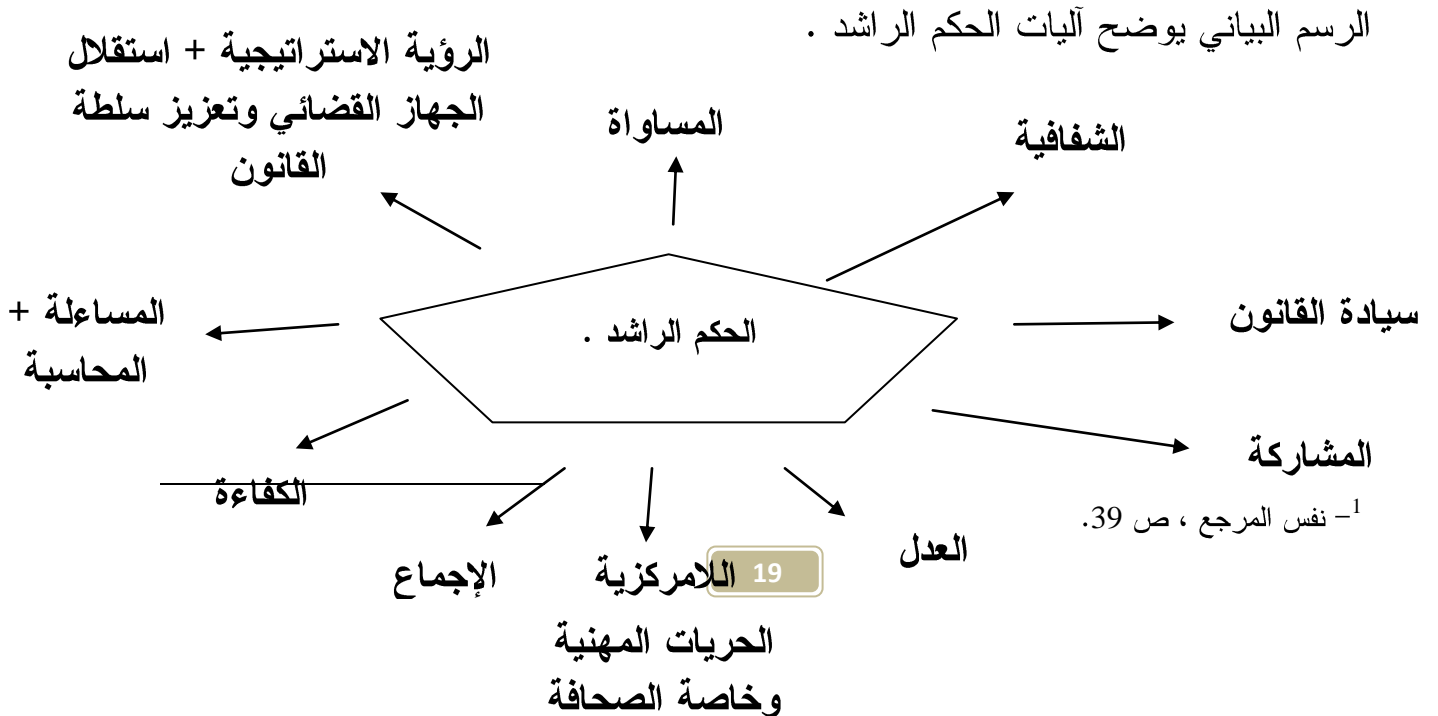 الرسم البياني يوضح آليات الحكم الراشد .
الرؤية الاستراتيجية + استقلال
الجهاز القضائي وتعزيز سلطة
القانون
المساواة
الشفافية
سيادة القانون
الحكم الراشد .
المساءلة +
المحاسبة
المشاركة
الكفاءة
1– نفس المرجع ، ص 39.
العدل
اللامركزية
19
الإجماع
الحريات المهنية
وخاصة الصحافة